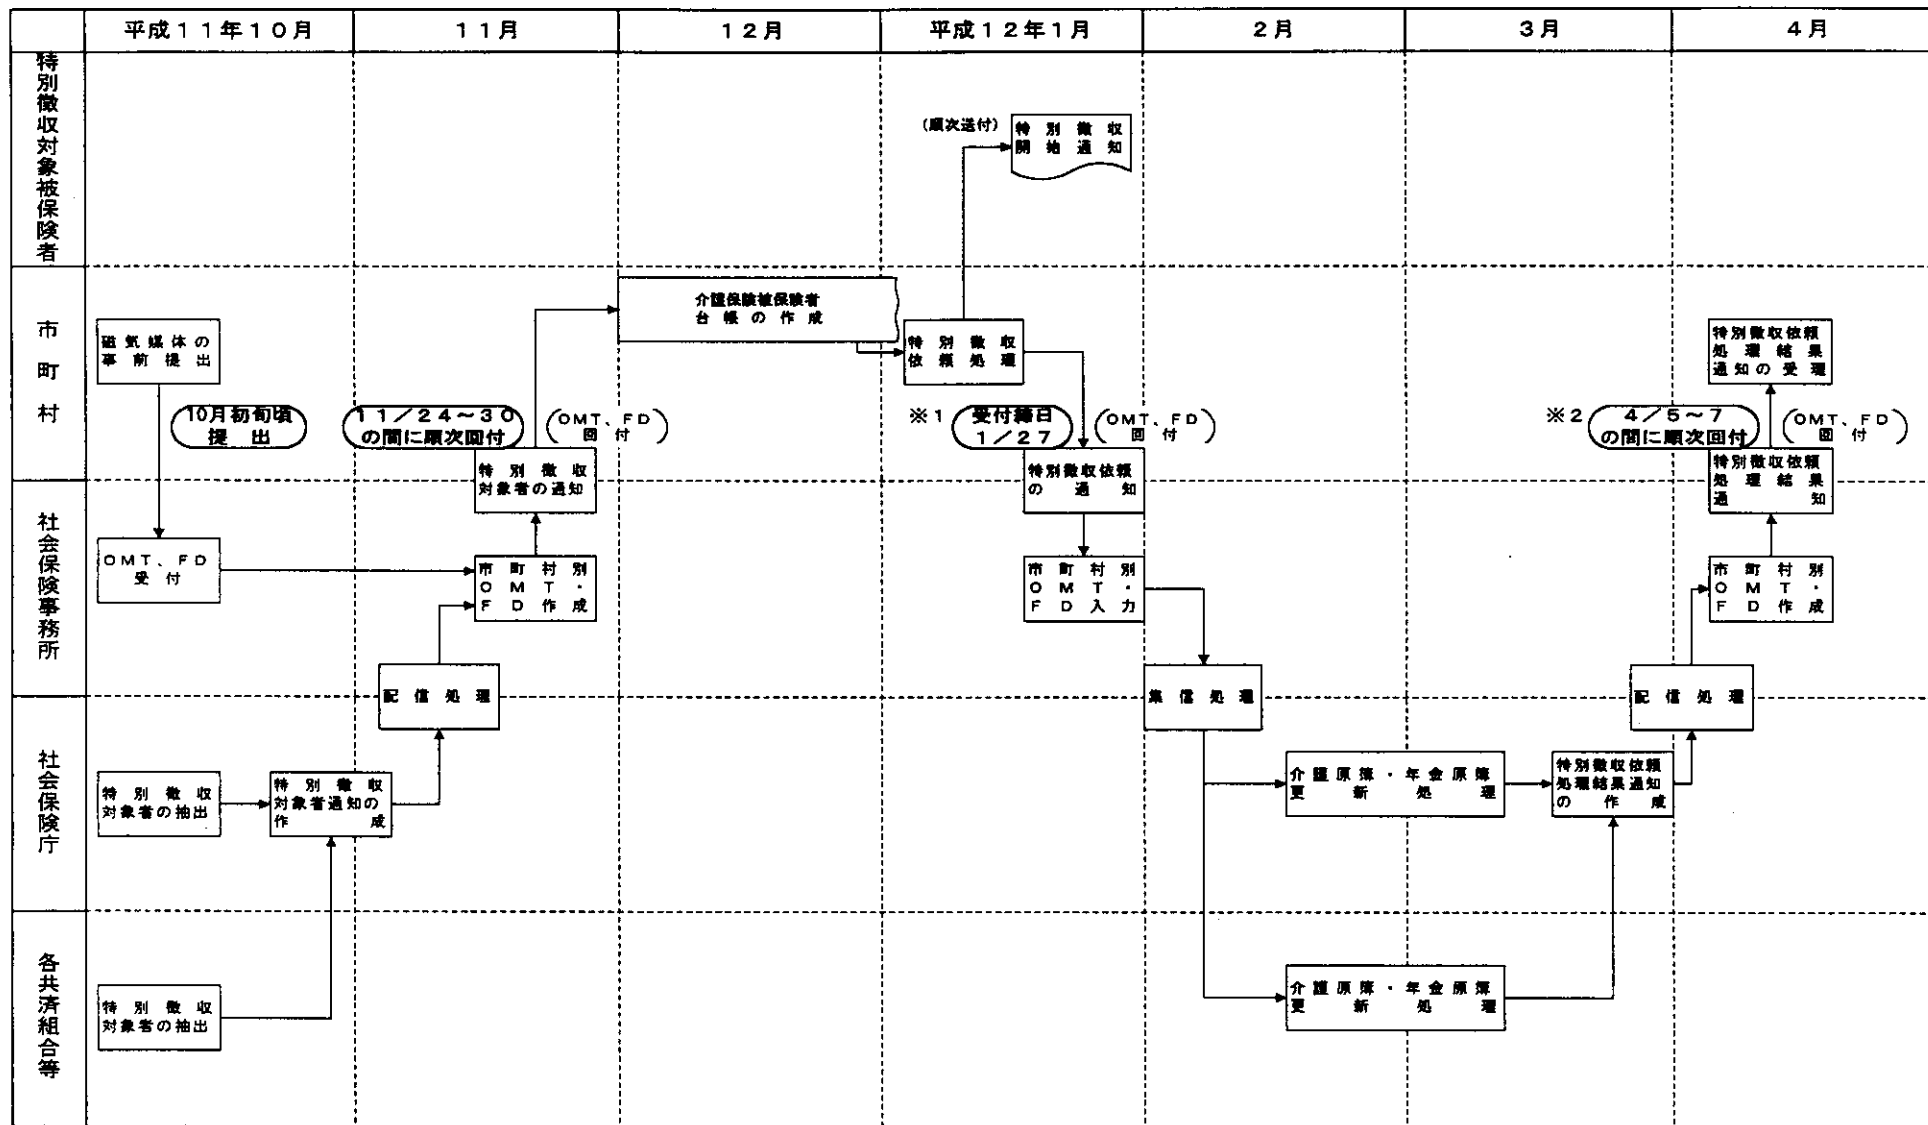 平成11年10月
11月
12月
平成12年1月
2月
3月
4月
特別徴収対象被保険者
(順次送付)
特別徴収
開始通知
市町村
磁気媒体の
事前提出
10月初旬頃
提出
11/24~30
の間に順次回付
(OMT、FD
回付)
介護保険被保険者
台帳の作成
特別徴収
依頼処理
※1
受付締日
1/27
(OMT、FD
回付)
※2
4/5~7
の間に順次回付
(OMT、FD
回付)
特別徴収依頼
処理結果
通知の受理
特別徴収
対象者の通知
特別徴収依頼
の通知
特別徴収依頼
処理結果
通知
社会保険事務所
OMT、FD
受付
市町村別
OMT・
FD作成
市町村別
OMT・
FD入力
市町村別
OMT・
FD作成
配信処理
集信処理
配信処理
社会保険庁
特別徴収
対象者の抽出
特別徴収
対象者通知の
作成
介護原簿・年金原簿
更新処理
特別徴収依頼
処理結果通知
の作成
各共済組合等
特別徴収
対象者の抽出
介護原簿・年金原簿
更新処理